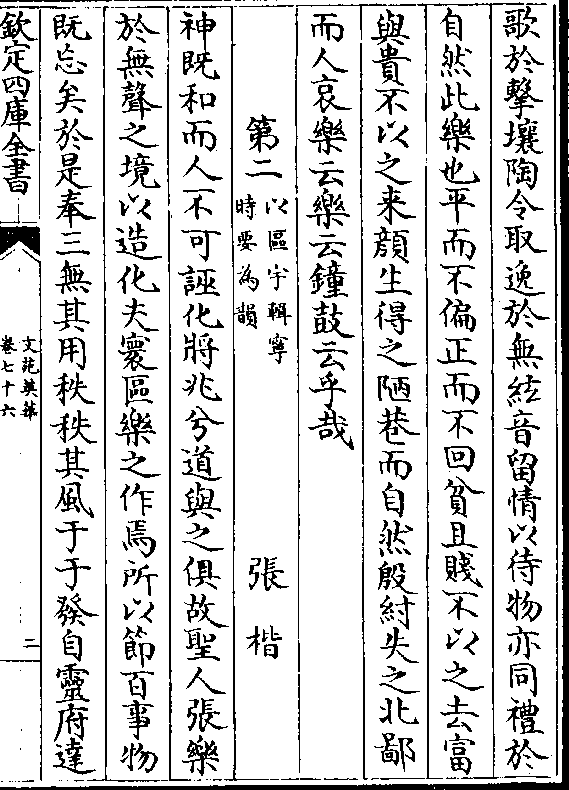 歌於擊壤陶令取逸於無絃音留情以待物亦同禮於
自然此樂也平而不偏正而不回貧且賤不以之去富
與貴不以之来顔生得之陋巷而自然殷紂失之北鄙
而人哀樂云樂云鐘鼓云乎哉
第二
以區宇輯寧
時要為韻
張楷
神既和而人不可誣化將兆兮道與之俱故聖人張樂
於無聲之境以造化夫寰區樂之作焉所以節百事物
既忘矣於是奉三無其用秩秩其風于于發自靈府達
欽定四庫全書
文苑英華
卷七十六
二